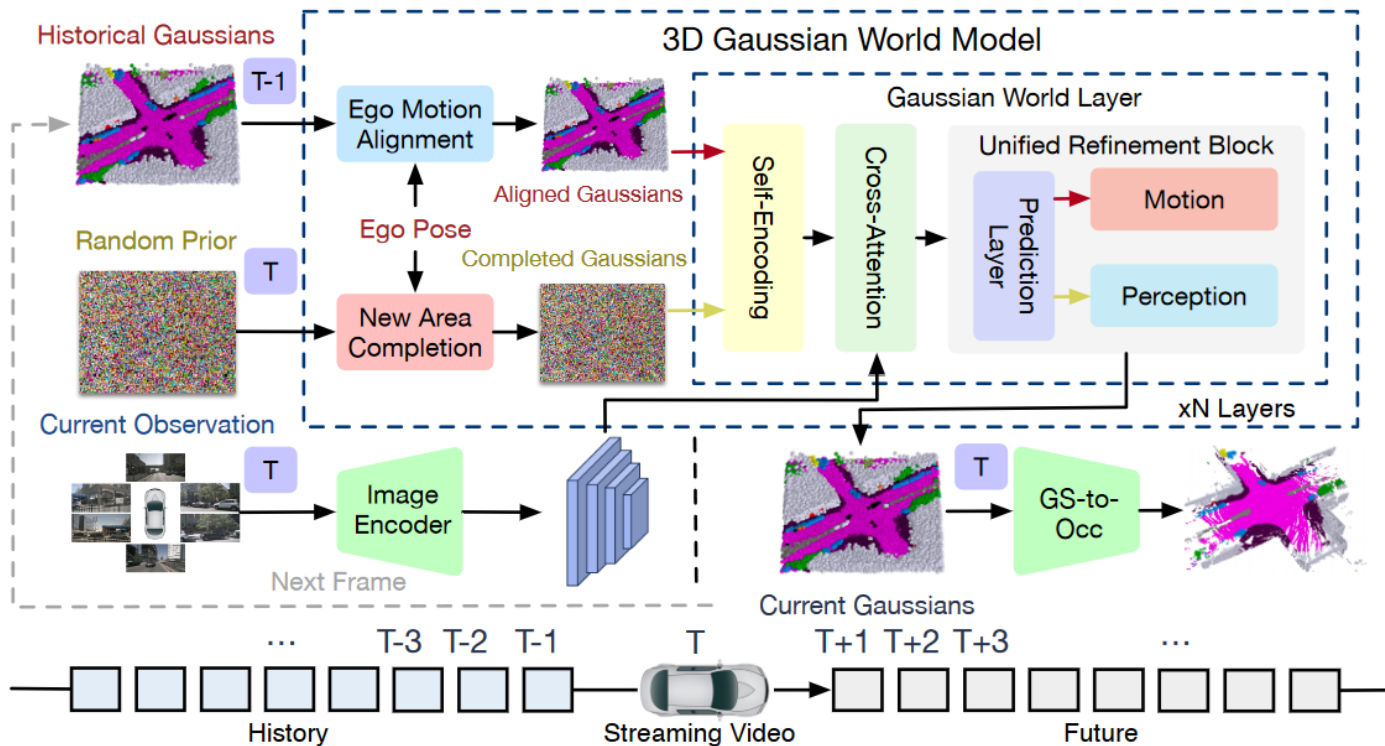 Historical Gaussians
T-1
3D Gaussian World Model
Ego Motion
Alignment
Aligned Gaussians
Gaussian World Layer
Self-Encoding
Cross-Attention
Unified Refinement Block
Prediction
Layer
Motion
Perception
Ego Pose
Random Prior
T
New Area
Completion
Completed Gaussians
xN Layers
Current Observation
T
Image
Encoder
T
GS-to-
Occ
Next Frame
Current Gaussians
... T-3 T-2 T-1 T T+1 T+2 T+3 ...
History
Streaming Video
Future